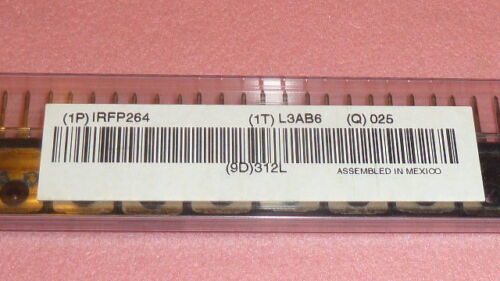 (1P) IRFP264 (1T) L3AB6 (Q) 025
(9D)312L
ASSEMBLED IN MEXICO